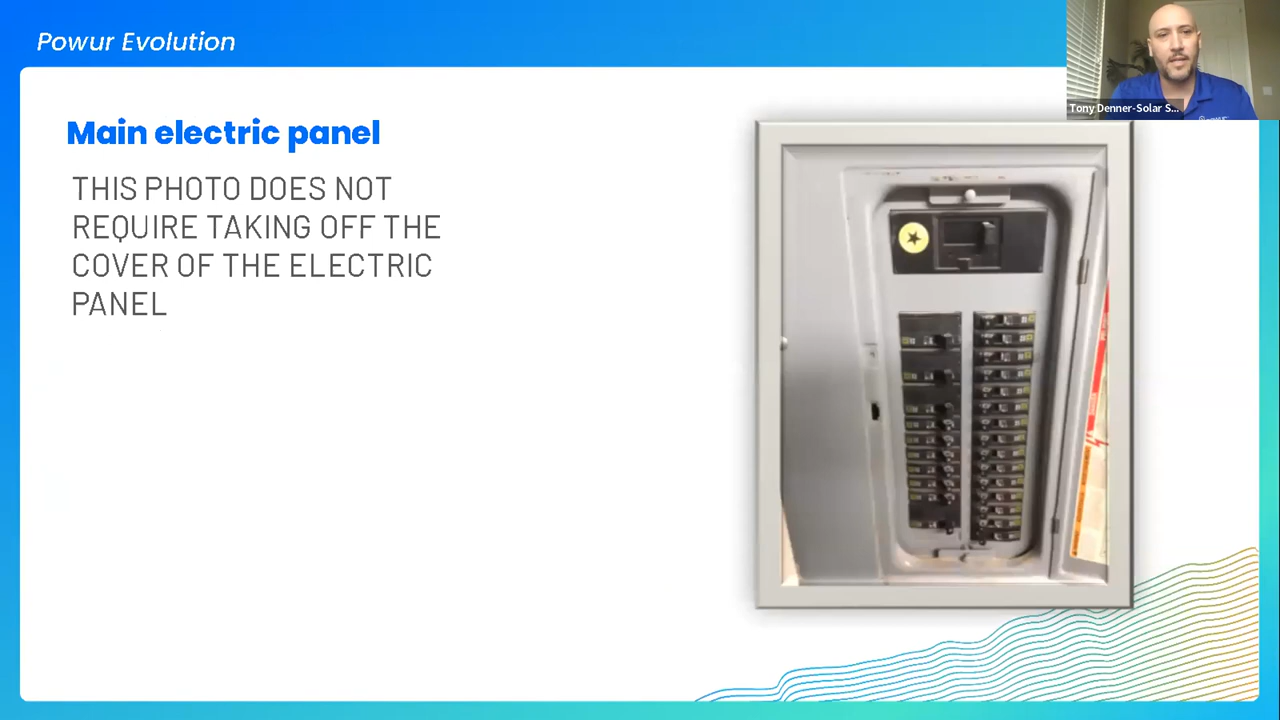 Powur Evolution
Tony Denner-Solar S...
Main electric panel
THIS PHOTO DOES NOT
REQUIRE TAKING OFF THE
COVER OF THE ELECTRIC
PANEL